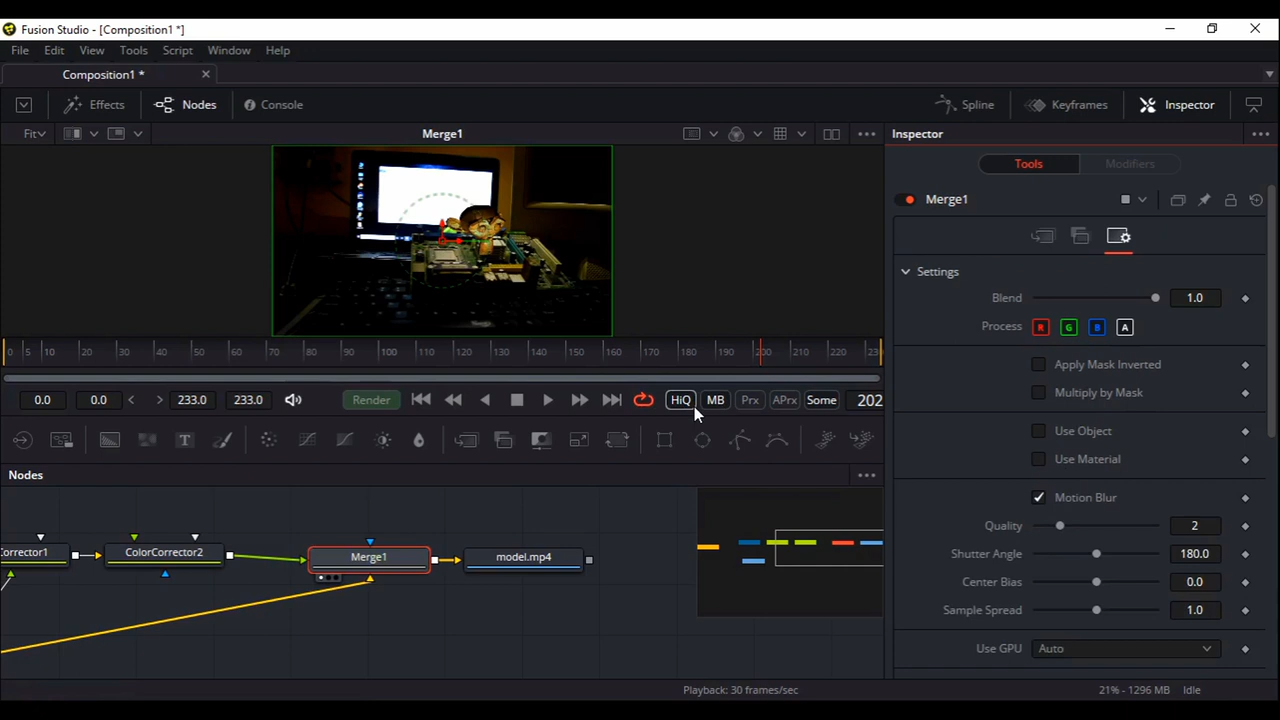 Fusion Studio - [Composition1 *]
File Edit View Tools Script Window Help
Composition1 *
Effects Nodes Console Spline Keyframes Inspector
Fit Merge1 Inspector
Tools Modifiers
Merge1
Settings
Blend 1.0
Process R G B A
0 5 10 20 30 40 50 60 70 80 90 100 110 120 130 140 150 160 170 180 190 200 210 220 230
Apply Mask Inverted
Multiply by Mask
0.0 0.0 233.0 233.0 Render HiQ MB Prx APrx Some 202
T
Use Object
Use Material
Nodes
Motion Blur
Quality 2
Shutter Angle 180.0
Center Bias 0.0
Sample Spread 1.0
Use GPU Auto
orrector1 ColorCorrector2 Merge1 model.mp4
Playback: 30 frames/sec 21% - 1296 MB Idle